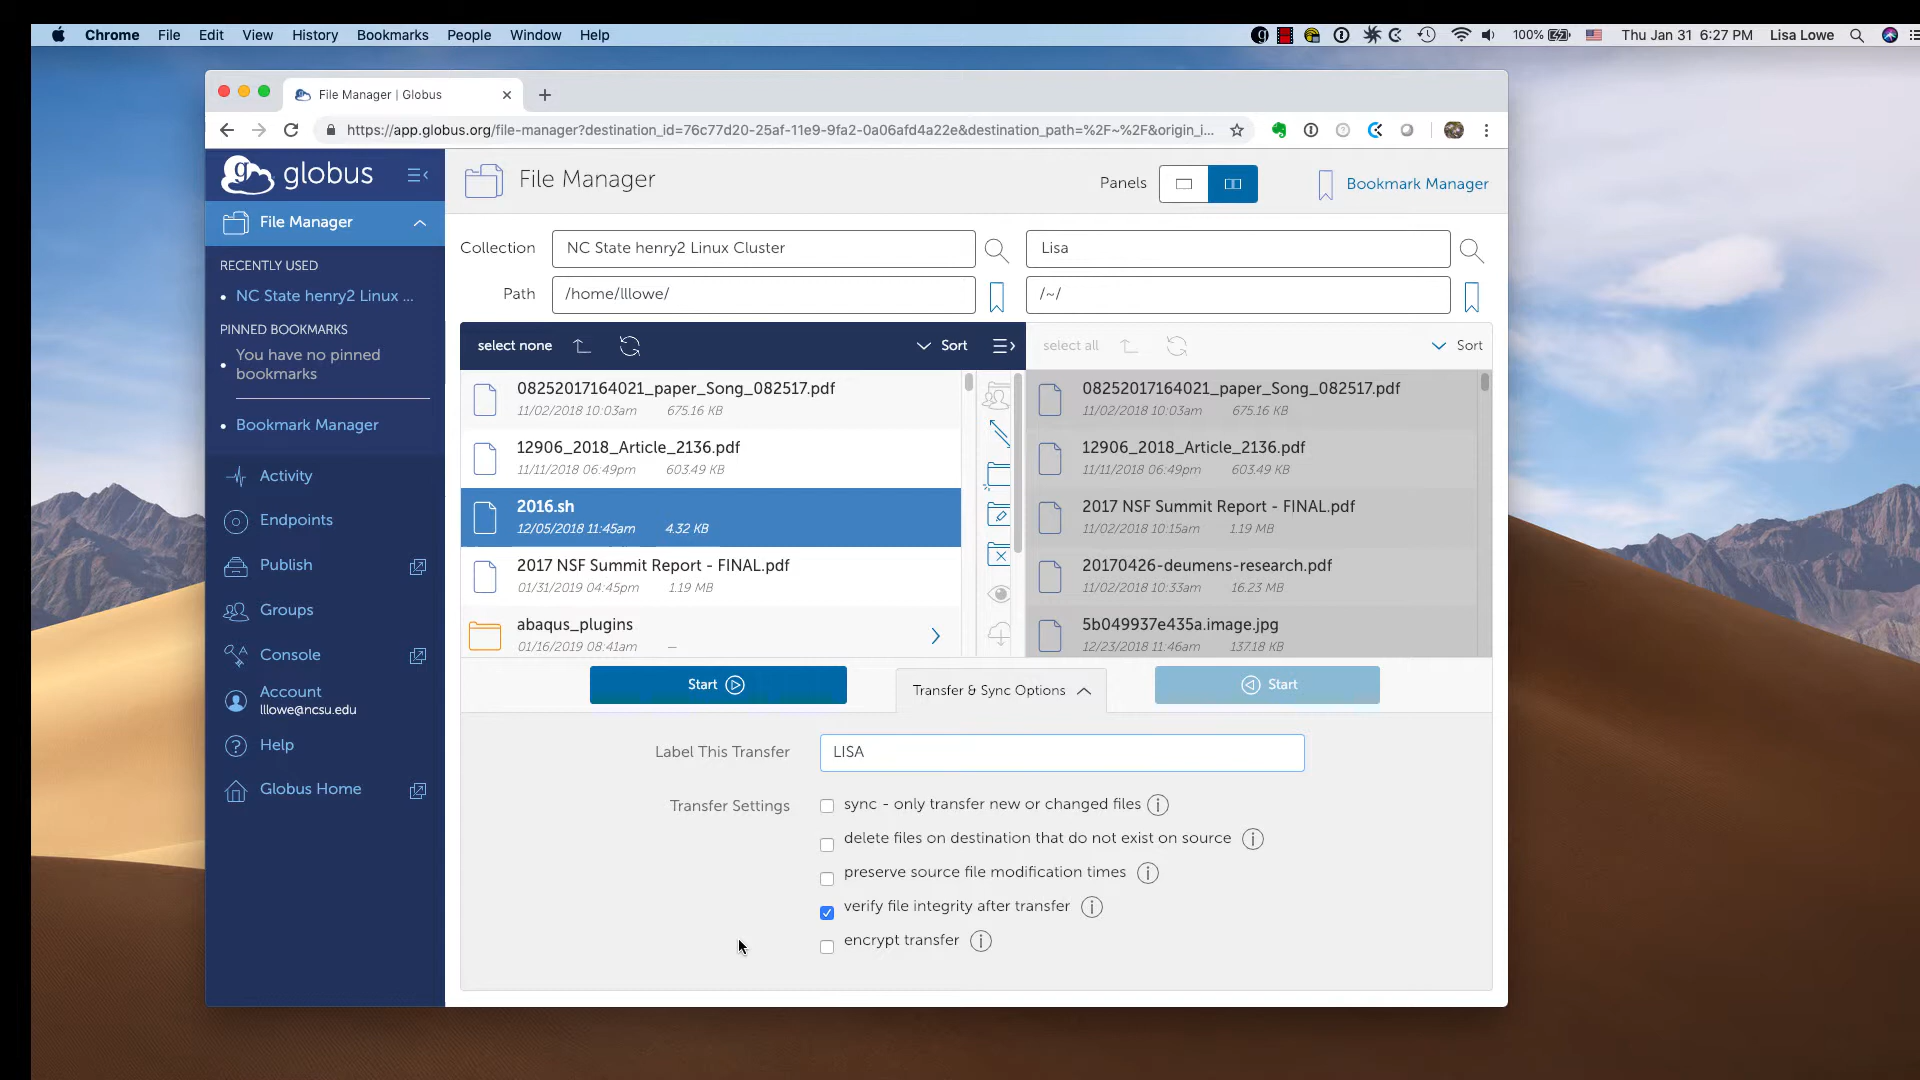 Chrome File Edit View History Bookmarks People Window Help 100% Thu Jan 31 6:27 PM Lisa Lowe
File Manager | Globus
https://app.globus.org/file-manager?destination_id=76c77d20-25af-11e9-9fa2-0a06afd4a22e&destination_path=%2F~%2F&origin_i...
globus
File Manager
RECENTLY USED
NC State henry2 Linux ...
PINNED BOOKMARKS
You have no pinned
bookmarks
Bookmark Manager
Activity
Endpoints
Publish
Groups
Console
Account
lllowe@ncsu.edu
Help
Globus Home
File Manager
Panels
Bookmark Manager
Collection NC State henry2 Linux Cluster Lisa
Path /home/lllowe/ /~/
select none Sort
08252017164021_paper_Song_082517.pdf
11/02/2018 10:03am 675.16 KB
12906_2018_Article_2136.pdf
11/11/2018 06:49pm 603.49 KB
2016.sh
12/05/2018 11:45am 4.32 KB
2017 NSF Summit Report - FINAL.pdf
01/31/2019 04:45pm 1.19 MB
abaqus_plugins
01/16/2019 08:41am —
select all Sort
08252017164021_paper_Song_082517.pdf
11/02/2018 10:03am 675.16 KB
12906_2018_Article_2136.pdf
11/11/2018 06:49pm 603.49 KB
2017 NSF Summit Report - FINAL.pdf
11/02/2018 10:15am 1.19 MB
20170426-deumens-research.pdf
11/02/2018 10:33am 16.23 MB
5b049937e435a.image.jpg
12/23/2018 11:46am 137.18 KB
Start Transfer & Sync Options Start
Label This Transfer LISA
Transfer Settings sync - only transfer new or changed files
delete files on destination that do not exist on source
preserve source file modification times
verify file integrity after transfer
encrypt transfer